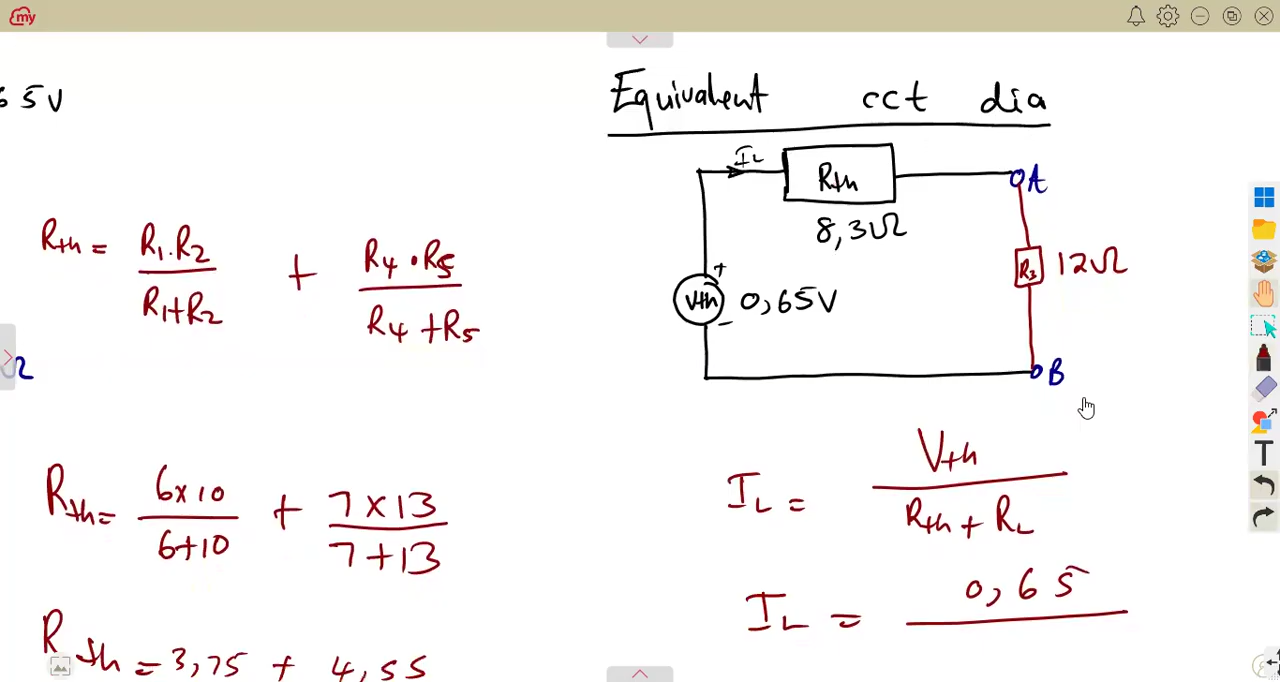 my
65V
Rth = R1.R2 / R1+R2 + R4.R5 / R4+R5
Ω
Rth = 6x10 / 6+10 + 7x13 / 7+13
Rth = 3,75 + 4,55
Equivalent cct dia
IL
Rth
8,3Ω
A
+
Vth
0,65V
-
R3
12Ω
B
IL = Vth / Rth + RL
IL = 0,65
T